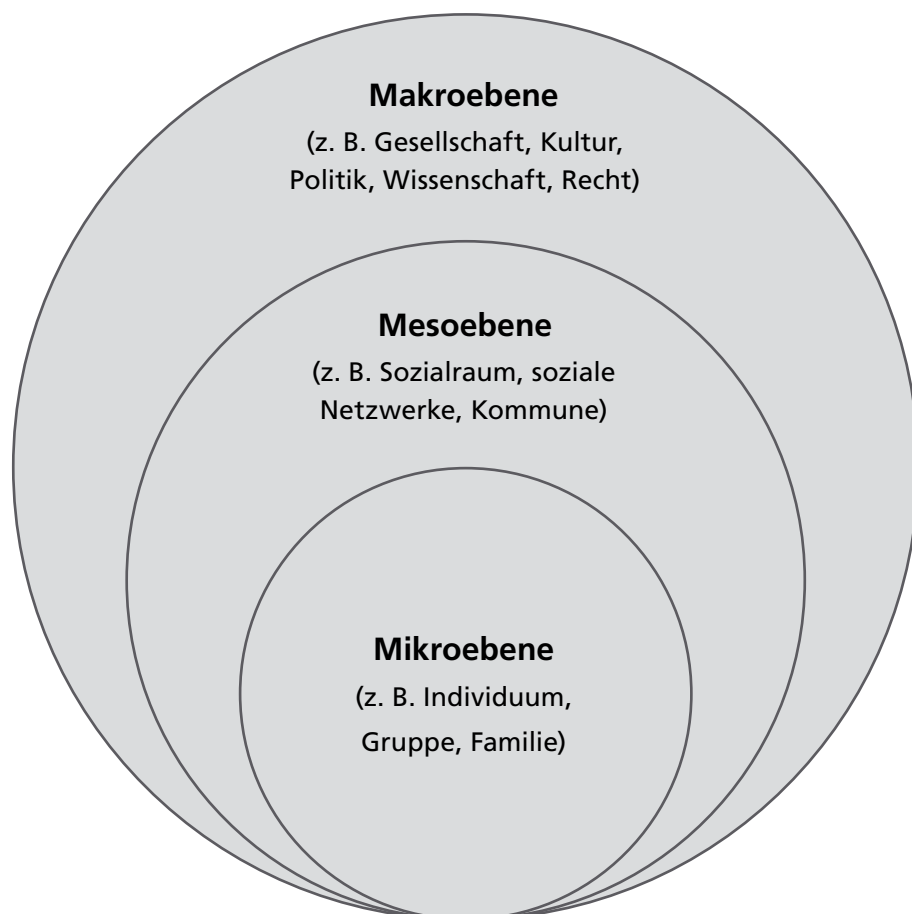 Makroebene
(z. B. Gesellschaft, Kultur,
Politik, Wissenschaft, Recht)
Mesoebene
(z. B. Sozialraum, soziale
Netzwerke, Kommune)
Mikroebene
(z. B. Individuum,
Gruppe, Familie)